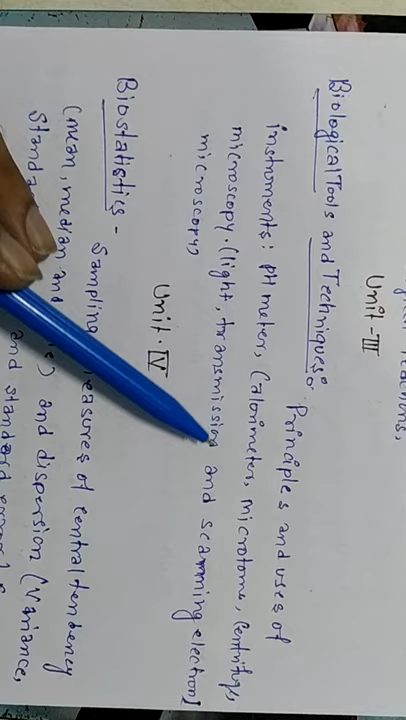 Reactions,
Unit-III
Biological Tools and Techniques: Principles and uses of
instruments: PH meter, Calorimeter, microtome, Centrifuge,
microscopy. (light, transmission and scanning electron
microscopy)
Unit. IV
Biostatistics - Sampling, measures of central tendency
(mean, median and and dispersion (Variance,
and standard error)